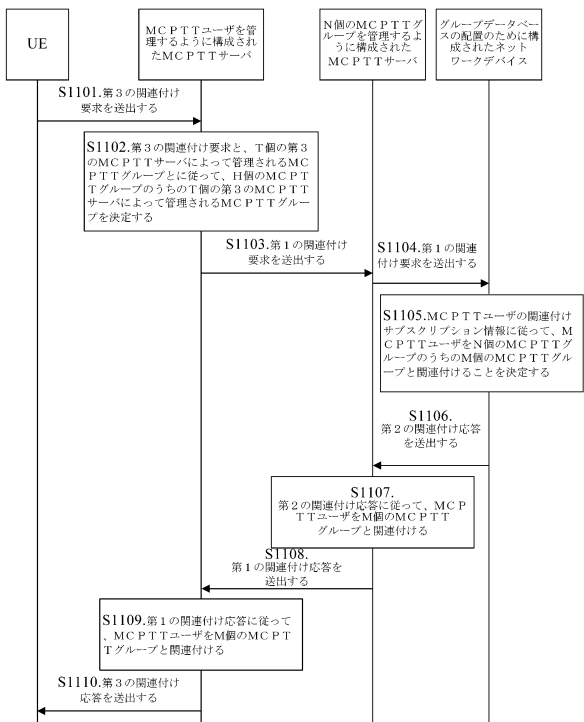 UE
ＭＣＰＴＴユーザを管
理するように構成され
たＭＣＰＴＴサーバ
Ｎ個のＭＣＰＴＴグ
ループを管理するよ
うに構成された
ＭＣＰＴＴサーバ
グループデータベー
スの配置のために構
成されたネット
ワークデバイス
S1101.第３の関連付け
要求を送出する
S1102.第３の関連付け要求と、Ｔ個の第３
のＭＣＰＴＴサーバによって管理されるＭＣ
ＰＴＴグループとに従って、Ｈ個のＭＣＰＴ
ＴグループのうちのＴ個の第３のＭＣＰＴＴ
サーバによって管理されるＭＣＰＴＴグルー
プを決定する
S1103.第１の関連付け
要求を送出する
S1104.第１の関連
付け要求を送出する
S1105.ＭＣＰＴＴユーザの関連付け
サブスクリプション情報に従って、Ｍ
ＣＰＴＴユーザをＮ個のＭＣＰＴＴグ
ループのうちのＭ個のＭＣＰＴＴグル
ープと関連付けることを決定する
S1106.
第２の関連付け応答
を送出する
S1107.
第２の関連付け応答に従って、ＭＣＰ
ＴＴユーザをＭ個のＭＣＰＴＴ
グループと関連付ける
S1108.
第１の関連付け応答を
送出する
S1109.第１の関連付け応答に従って
、ＭＣＰＴＴユーザをＭ個のＭＣＰＴ
Ｔグループと関連付ける
S1110.第３の関連付け
応答を送出する